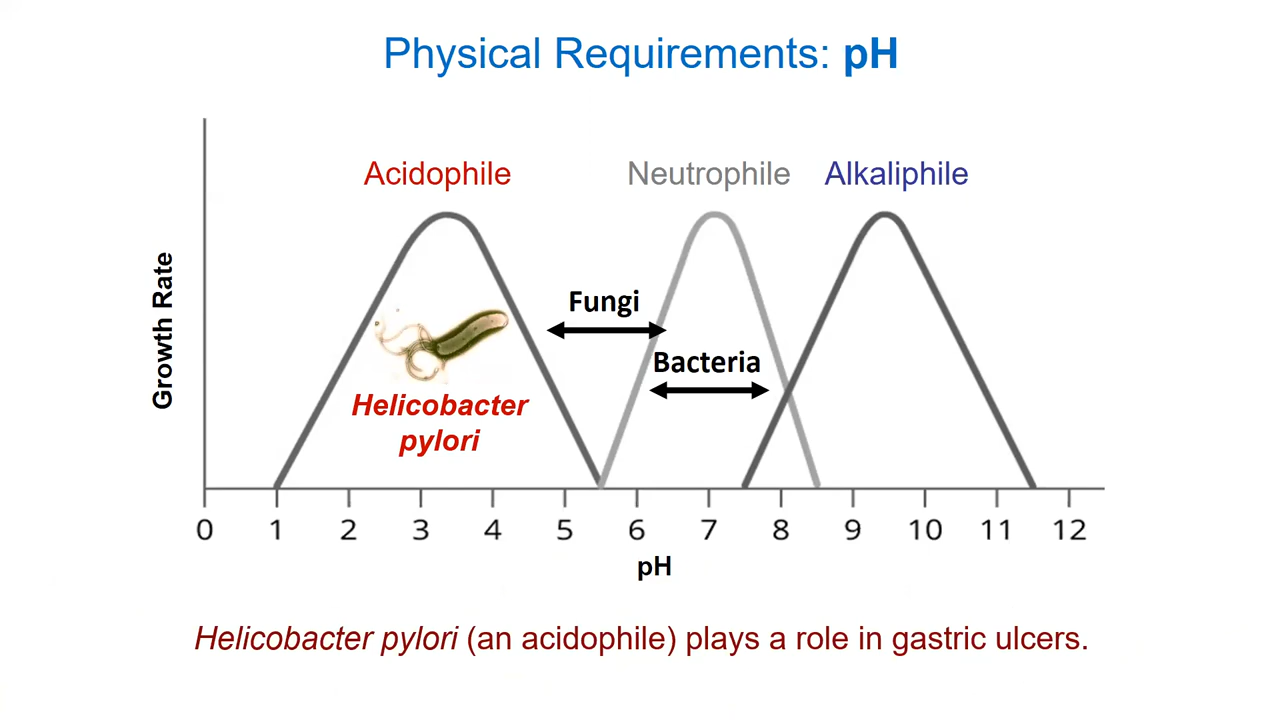 Physical Requirements: pH
Acidophile
Neutrophile
Alkaliphile
Growth Rate
Fungi
Bacteria
Helicobacter
pylori
0 1 2 3 4 5 6 7 8 9 10 11 12
pH
Helicobacter pylori (an acidophile) plays a role in gastric ulcers.